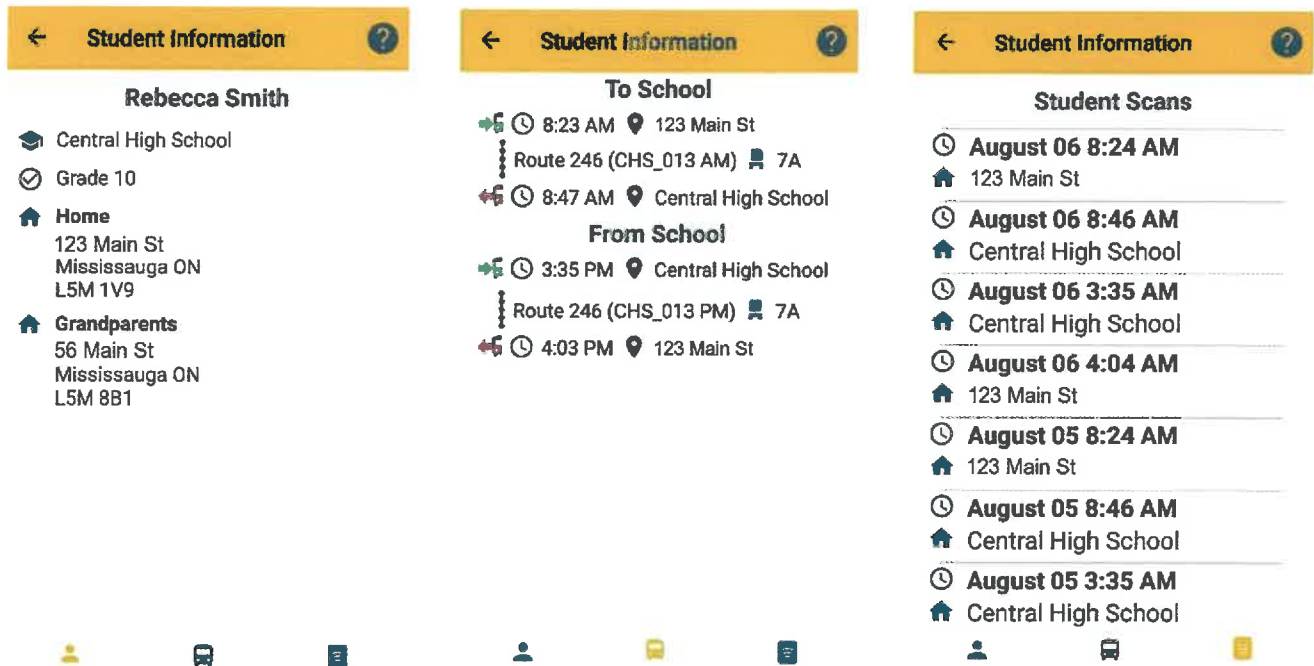 Student Information
Rebecca Smith
Central High School
Grade 10
Home
123 Main St
Mississauga ON
L5M 1V9
Grandparents
56 Main St
Mississauga ON
L5M 8B1
Student Information
To School
8:23 AM 123 Main St
Route 246 (CHS_013 AM) 7A
8:47 AM Central High School
From School
3:35 PM Central High School
Route 246 (CHS_013 PM) 7A
4:03 PM 123 Main St
Student Information
Student Scans
August 06 8:24 AM
123 Main St
August 06 8:46 AM
Central High School
August 06 3:35 AM
Central High School
August 06 4:04 AM
123 Main St
August 05 8:24 AM
123 Main St
August 05 8:46 AM
Central High School
August 05 3:35 AM
Central High School